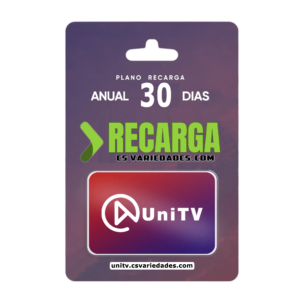 PLANO RECARGA
ANUAL 30 DIAS
RECARGA
CS VARIEDADES.COM
UniTV
unitv.csvariedades.com